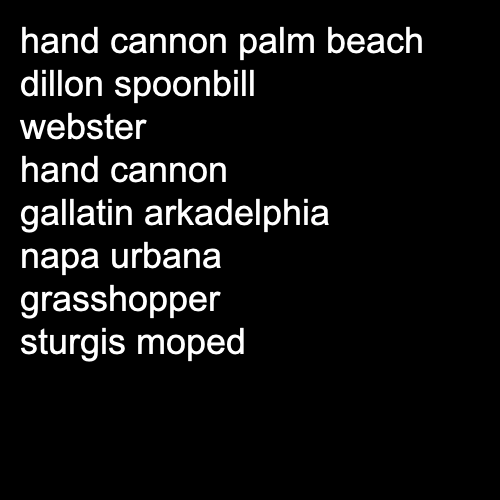 hand cannon palm beach
dillon spoonbill
webster
hand cannon
gallatin arkadelphia
napa urbana
grasshopper
sturgis moped